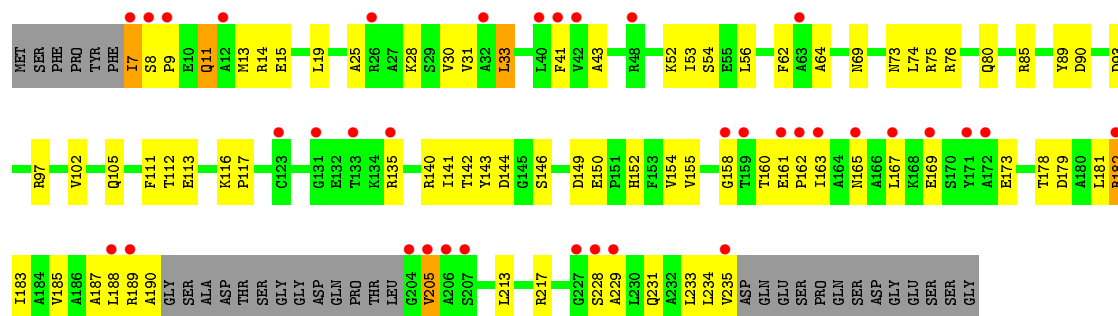 MET SER PHE PRO TYR PHE I7 S8 P9 E10 Q11 A12 M13 R14 E15 L19 A25 R26 A27 K28 S29 V30 V31 A32 L33 L40 F41 V42 A43 R48 K52 I53 S54 E55 L56 F62 A63 A64 N69 N73 L74 R75 R76 Q80 R85 Y89 D90 D93
R97 V102 Q105 F111 T112 E113 K116 P117 C123 G131 E132 T133 K134 R135 R140 I141 T142 Y143 D144 G145 S146 D149 E150 P151 H152 F153 V154 V155 G158 T159 T160 E161 P162 I163 A164 N165 A166 L167 K168 E169 S170 Y171 A172 E173 T178 D179 A180 L181 R182
I183 A184 V185 A186 A187 L188 R189 A190 GLY SER ALA ASP THR SER GLY GLY ASP GLN PRO THR LEU G204 V205 A206 S207 L213 R217 G227 S228 A229 L230 Q231 A232 L233 L234 V235 ASP GLN GLU SER PRO GLN SER ASP GLY GLU SER SER GLY